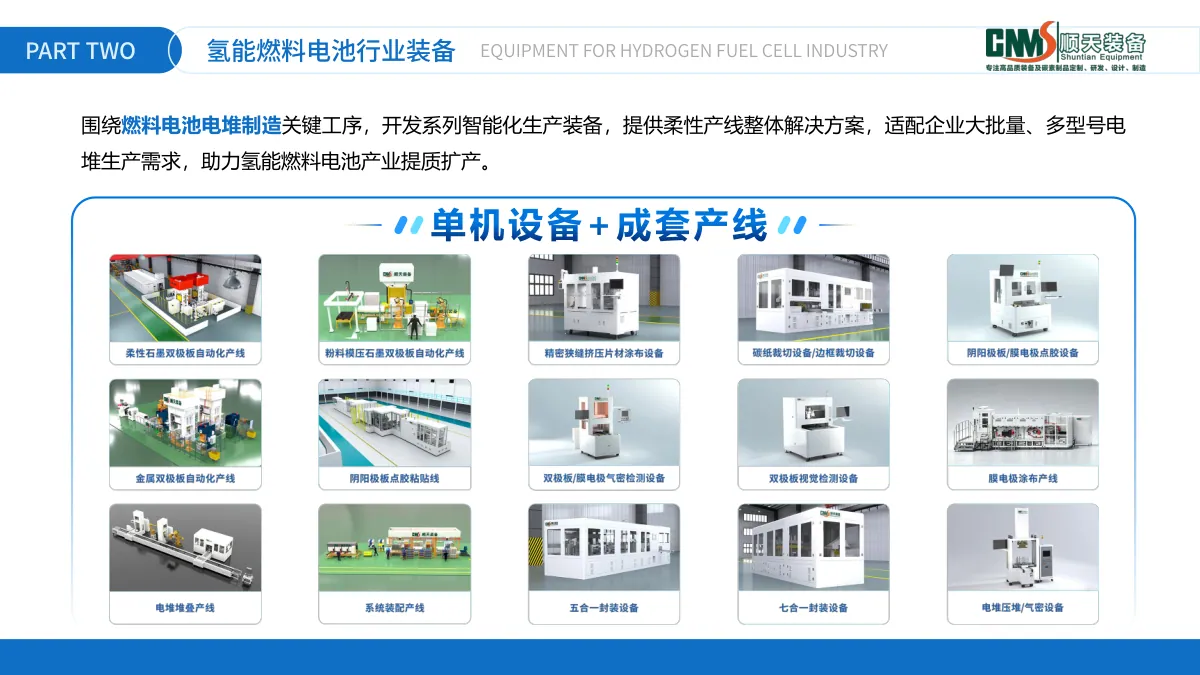 PART TWO
氢能燃料电池行业装备
EQUIPMENT FOR HYDROGEN FUEL CELL INDUSTRY
CNMS 顺天装备
Shuntian Equipment
专注高品质装备及碳素制品定制、研发、设计、制造
围绕燃料电池电堆制造关键工序，开发系列智能化生产装备，提供柔性产线整体解决方案，适配企业大批量、多型号电
堆生产需求，助力氢能燃料电池产业提质扩产。
单机设备+成套产线
柔性石墨双极板自动化产线
粉料模压石墨双极板自动化产线
精密狭缝挤压片材涂布设备
碳纸裁切设备/边框裁切设备
阴阳极板/膜电极点胶设备
金属双极板自动化产线
阴阳极板点胶粘贴线
双极板/膜电极气密检测设备
双极板视觉检测设备
膜电极涂布产线
电堆堆叠产线
系统装配产线
五合一封装设备
七合一封装设备
电堆压堆/气密设备